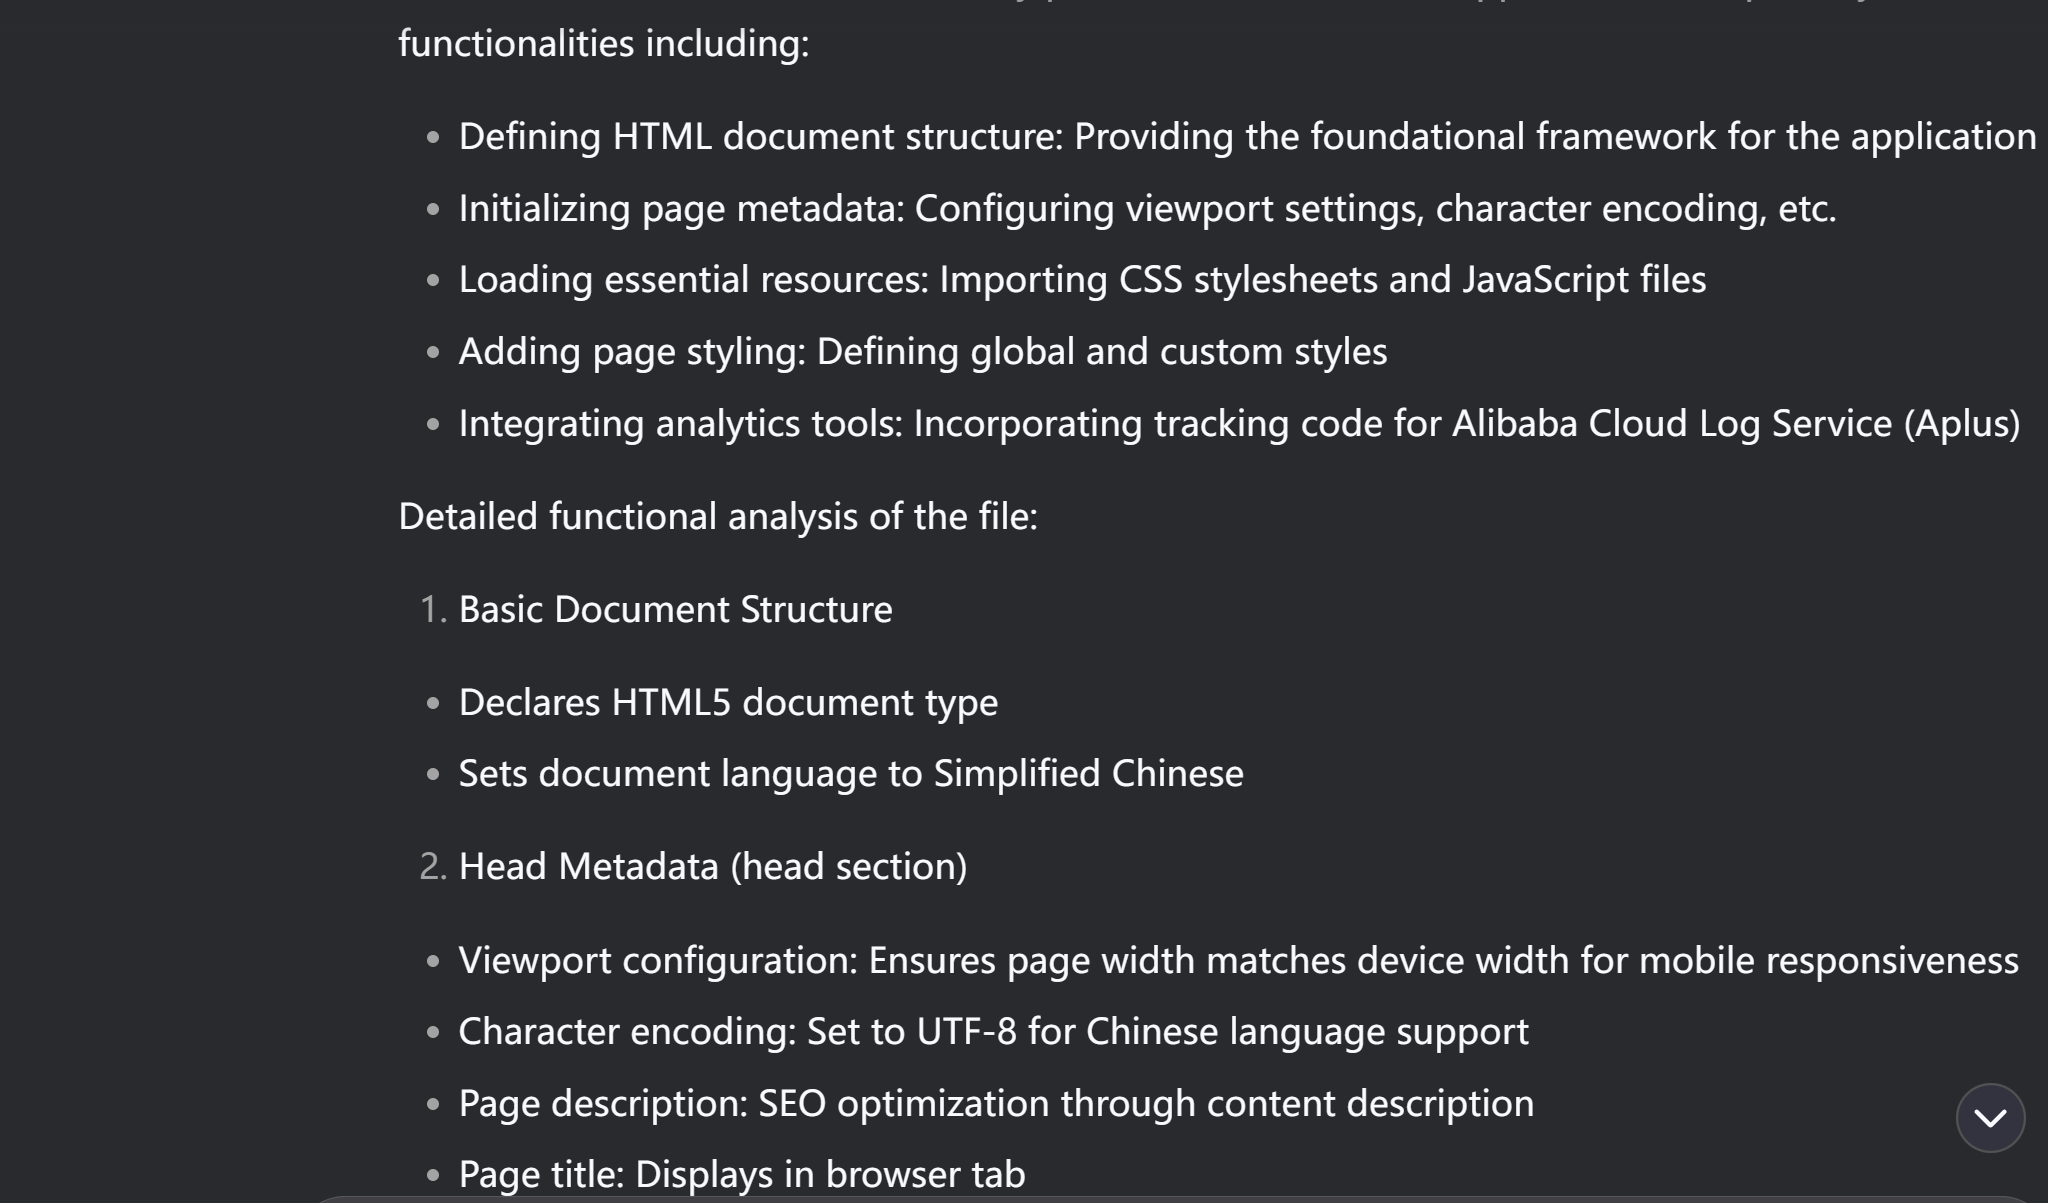 functionalities including:
• Defining HTML document structure: Providing the foundational framework for the application
• Initializing page metadata: Configuring viewport settings, character encoding, etc.
• Loading essential resources: Importing CSS stylesheets and JavaScript files
• Adding page styling: Defining global and custom styles
• Integrating analytics tools: Incorporating tracking code for Alibaba Cloud Log Service (Aplus)
Detailed functional analysis of the file:
1. Basic Document Structure
• Declares HTML5 document type
• Sets document language to Simplified Chinese
2. Head Metadata (head section)
• Viewport configuration: Ensures page width matches device width for mobile responsiveness
• Character encoding: Set to UTF-8 for Chinese language support
• Page description: SEO optimization through content description
• Page title: Displays in browser tab